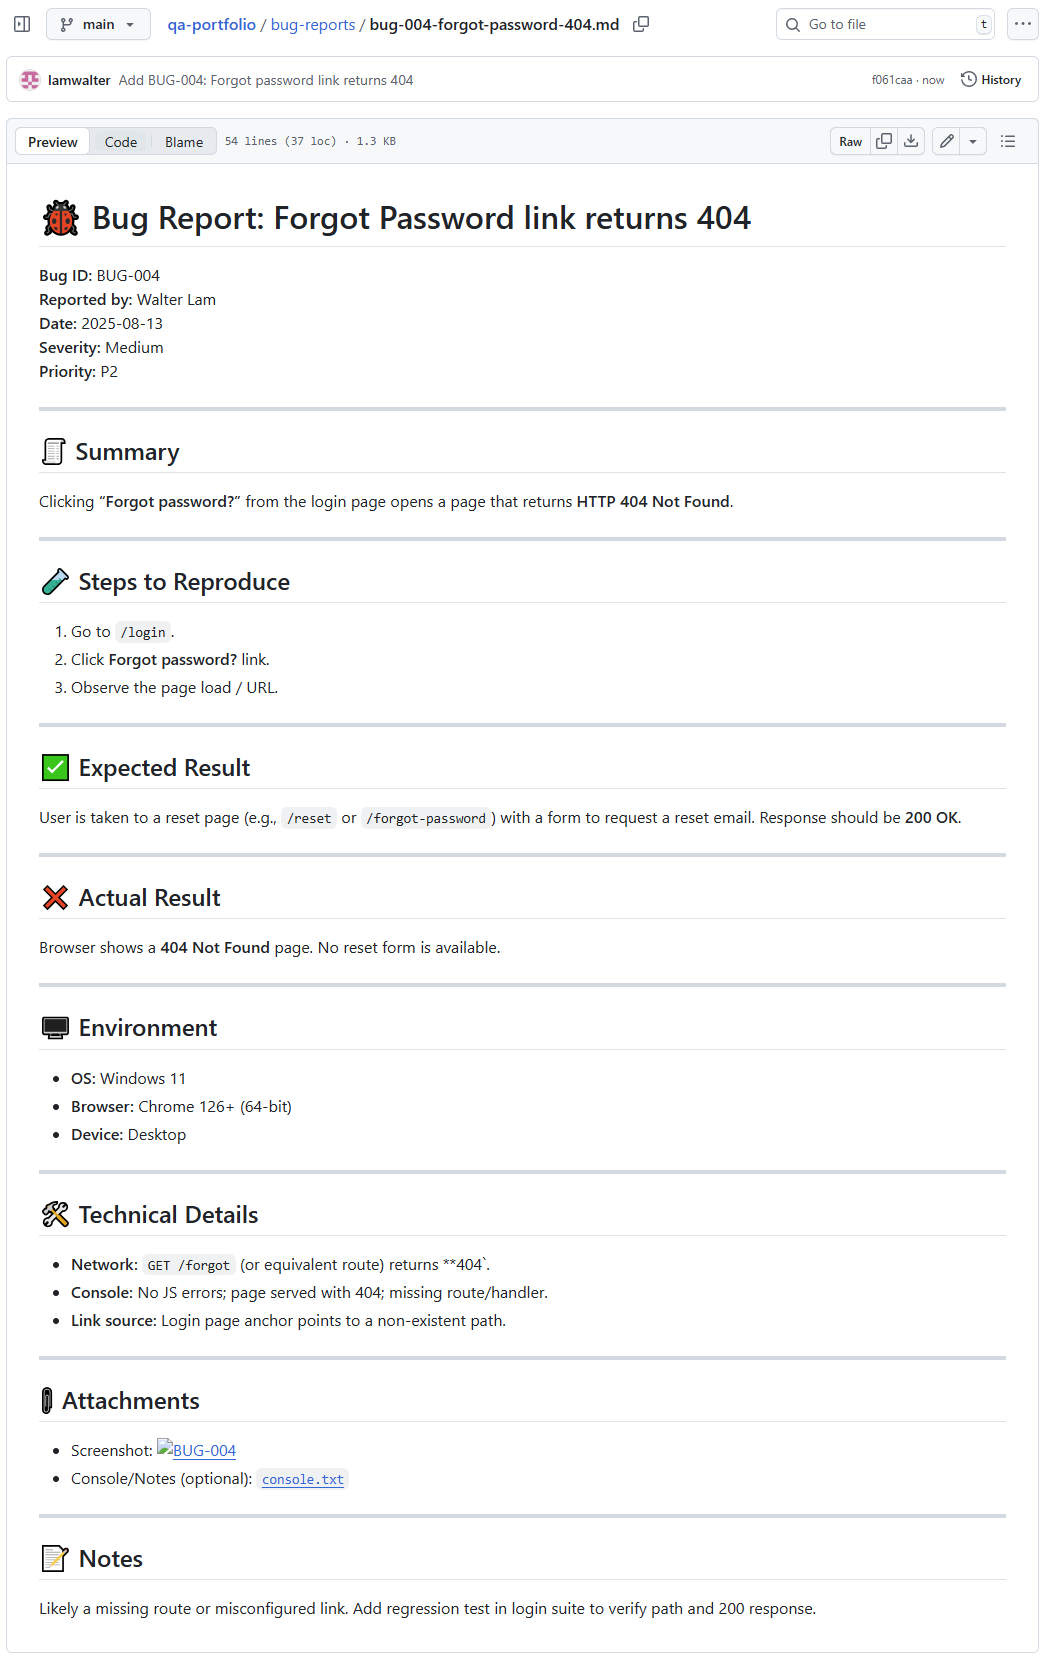 main
qa-portfolio / bug-reports / bug-004-forgot-password-404.md
Go to file
t
lamwalter Add BUG-004: Forgot password link returns 404
f061caa · now
History
Preview
Code
Blame
54 lines (37 loc) · 1.3 KB
Raw
🐞 Bug Report: Forgot Password link returns 404
Bug ID: BUG-004
Reported by: Walter Lam
Date: 2025-08-13
Severity: Medium
Priority: P2
Summary
Clicking “Forgot password?” from the login page opens a page that returns HTTP 404 Not Found.
Steps to Reproduce
1. Go to /login.
2. Click Forgot password? link.
3. Observe the page load / URL.
Expected Result
User is taken to a reset page (e.g., /reset or /forgot-password) with a form to request a reset email. Response should be 200 OK.
Actual Result
Browser shows a 404 Not Found page. No reset form is available.
Environment
• OS: Windows 11
• Browser: Chrome 126+ (64-bit)
• Device: Desktop
Technical Details
• Network: GET /forgot (or equivalent route) returns **404`.
• Console: No JS errors; page served with 404; missing route/handler.
• Link source: Login page anchor points to a non-existent path.
Attachments
• Screenshot: BUG-004
• Console/Notes (optional): console.txt
Notes
Likely a missing route or misconfigured link. Add regression test in login suite to verify path and 200 response.